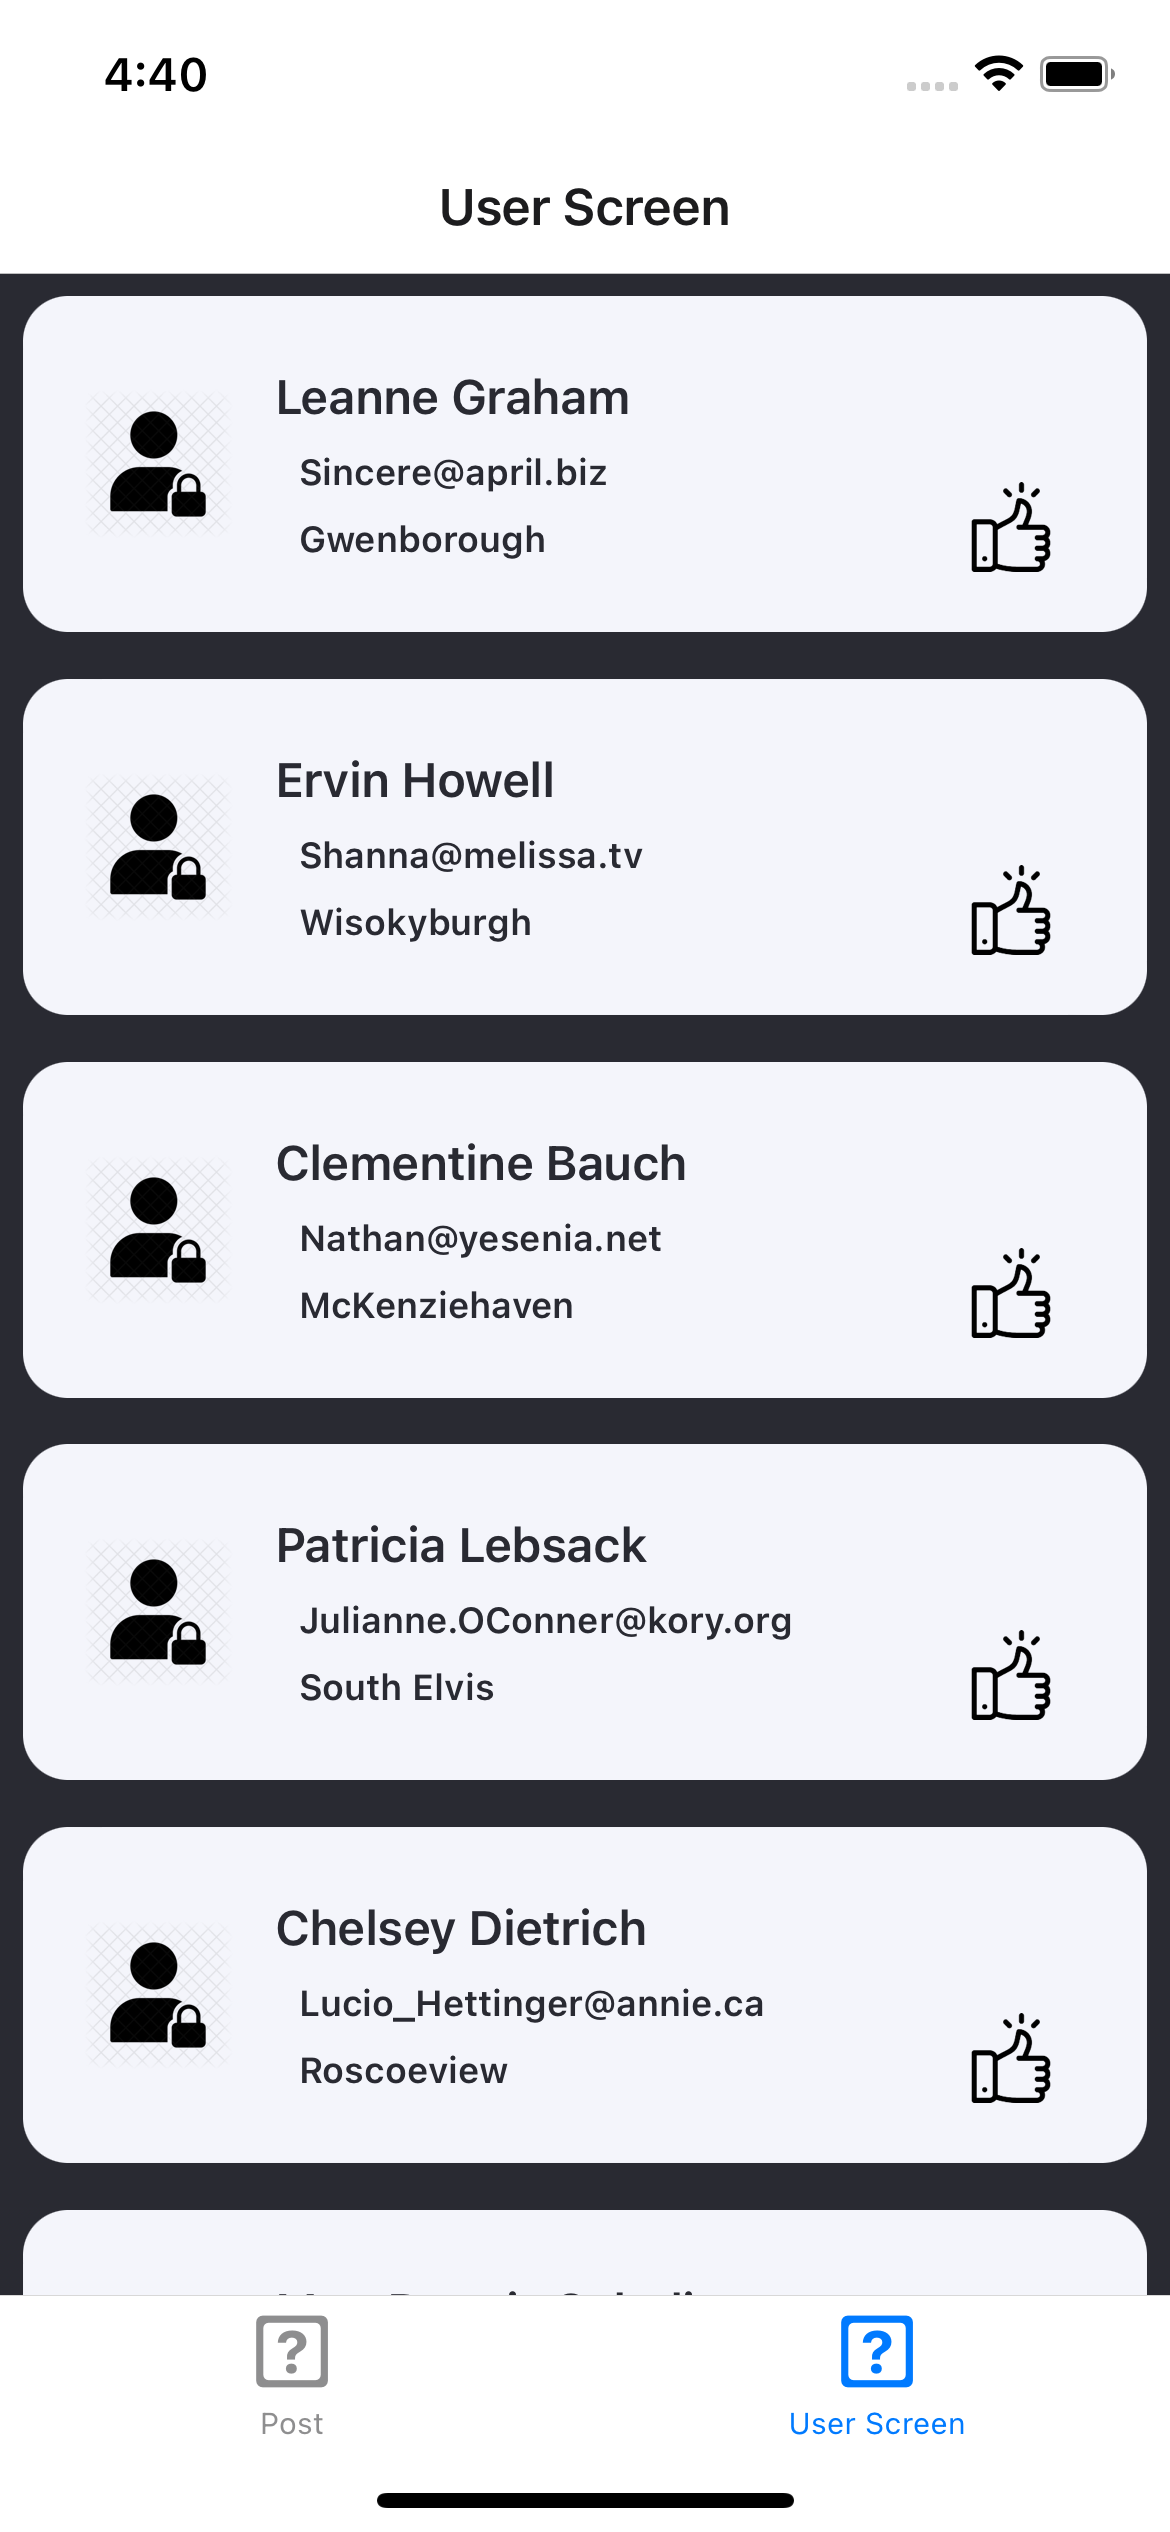 4:40
User Screen
Leanne Graham
Sincere@april.biz
Gwenborough
Ervin Howell
Shanna@melissa.tv
Wisokyburgh
Clementine Bauch
Nathan@yesenia.net
McKenziehaven
Patricia Lebsack
Julianne.OConner@kory.org
South Elvis
Chelsey Dietrich
Lucio_Hettinger@annie.ca
Roscoeview
? ?
Post User Screen